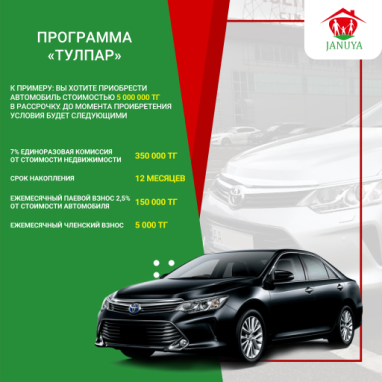 ПРОГРАММА
«ТУЛПАР»
JANUYA
К ПРИМЕРУ: ВЫ ХОТИТЕ ПРИОБРЕСТИ
АВТОМОБИЛЬ СТОИМОСТЬЮ 5 000 000 ТГ
В РАССРОЧКУ. ДО МОМЕНТА ПРОИБРЕТЕНИЯ
УСЛОВИЯ БУДЕТ СЛЕДУЮЩИМИ
7% ЕДИНОРАЗОВАЯ КОМИССИЯ
ОТ СТОИМОСТИ НЕДВИЖИМОСТИ 350 000 ТГ
СРОК НАКОПЛЕНИЯ 12 МЕСЯЦЕВ
ЕЖЕМЕСЯЧНЫЙ ПАЕВОЙ ВЗНОС 2,5%
ОТ СТОИМОСТИ АВТОМОБИЛЯ 150 000 ТГ
ЕЖЕМЕСЯЧНЫЙ ЧЛЕНСКИЙ ВЗНОС 5 000 ТГ